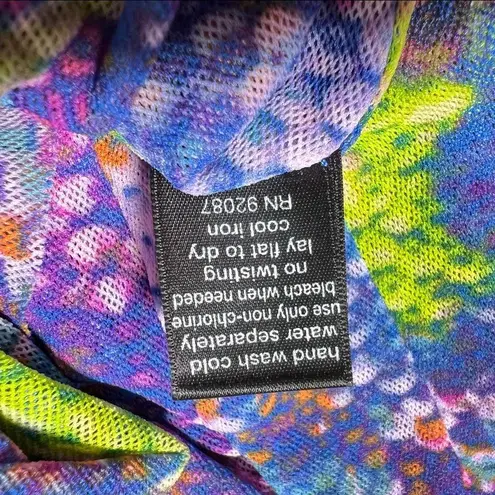 hand wash cold
water separately
use only non-chlorine
bleach when needed
no twisting
lay flat to dry
cool iron
RN 92087